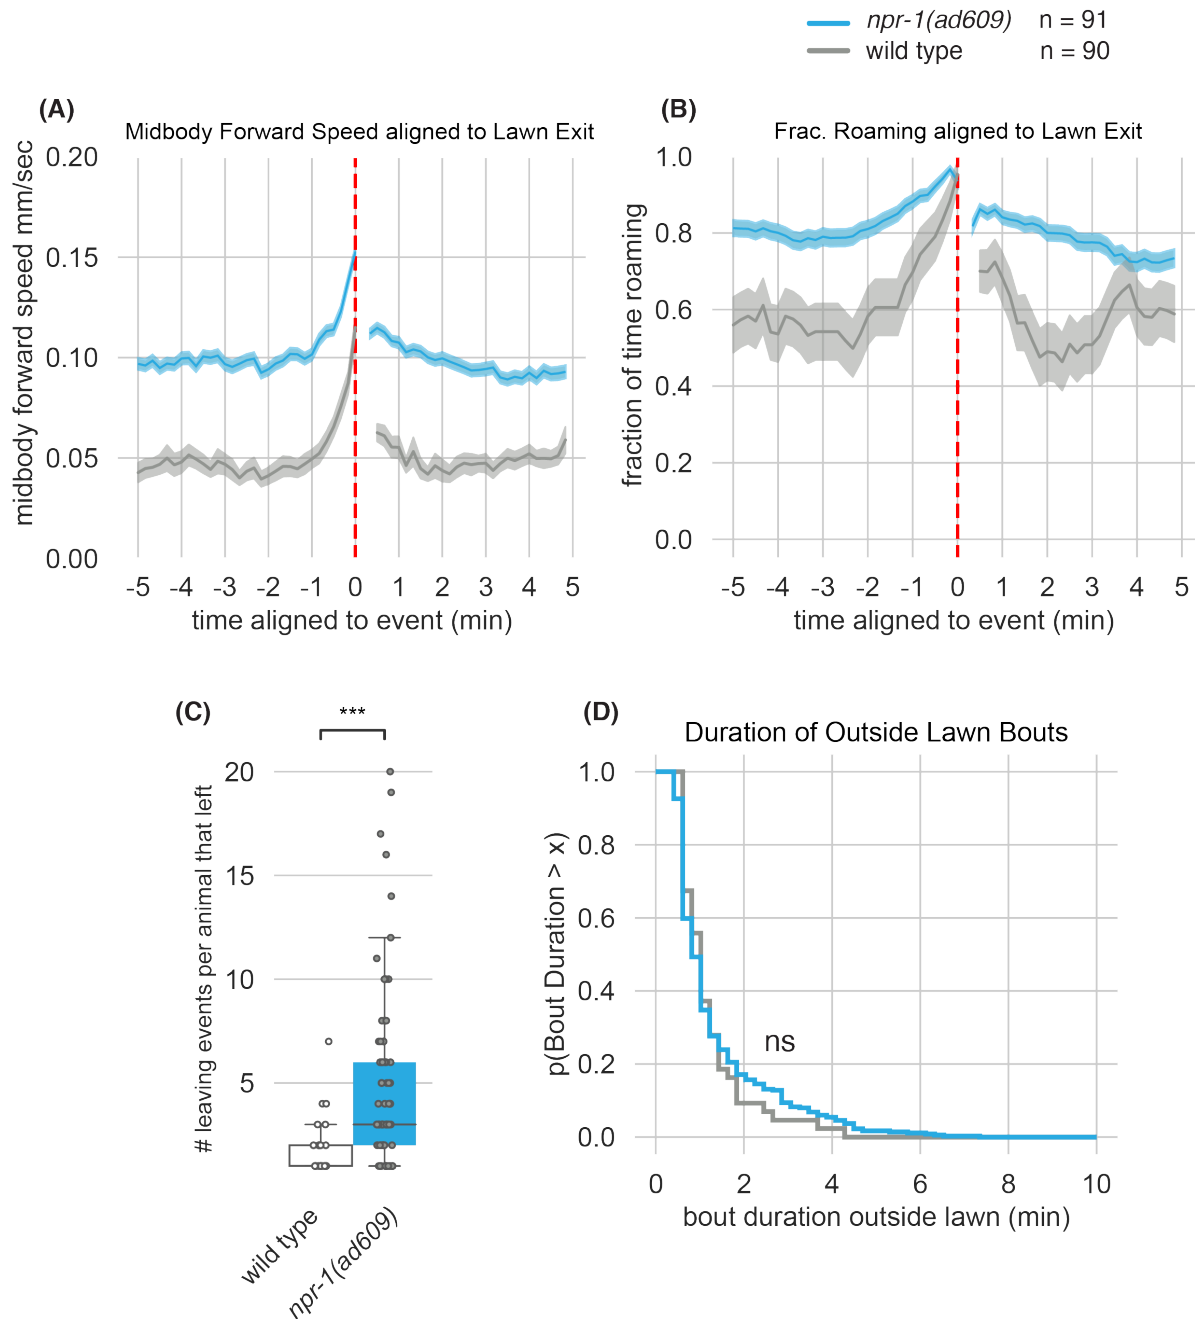 npr-1(ad609) n = 91
wild type n = 90
(A)
Midbody Forward Speed aligned to Lawn Exit
midbody forward speed mm/sec
0.20
0.15
0.10
0.05
0.00
-5 -4 -3 -2 -1 0 1 2 3 4 5
time aligned to event (min)
(B)
Frac. Roaming aligned to Lawn Exit
fraction of time roaming
1.0
0.8
0.6
0.4
0.2
0.0
-5 -4 -3 -2 -1 0 1 2 3 4 5
time aligned to event (min)
(C)
***
# leaving events per animal that left
20
15
10
5
wild type
npr-1(ad609)
(D)
Duration of Outside Lawn Bouts
p(Bout Duration > x)
1.0
0.8
0.6
0.4
0.2
0.0
ns
0 2 4 6 8 10
bout duration outside lawn (min)